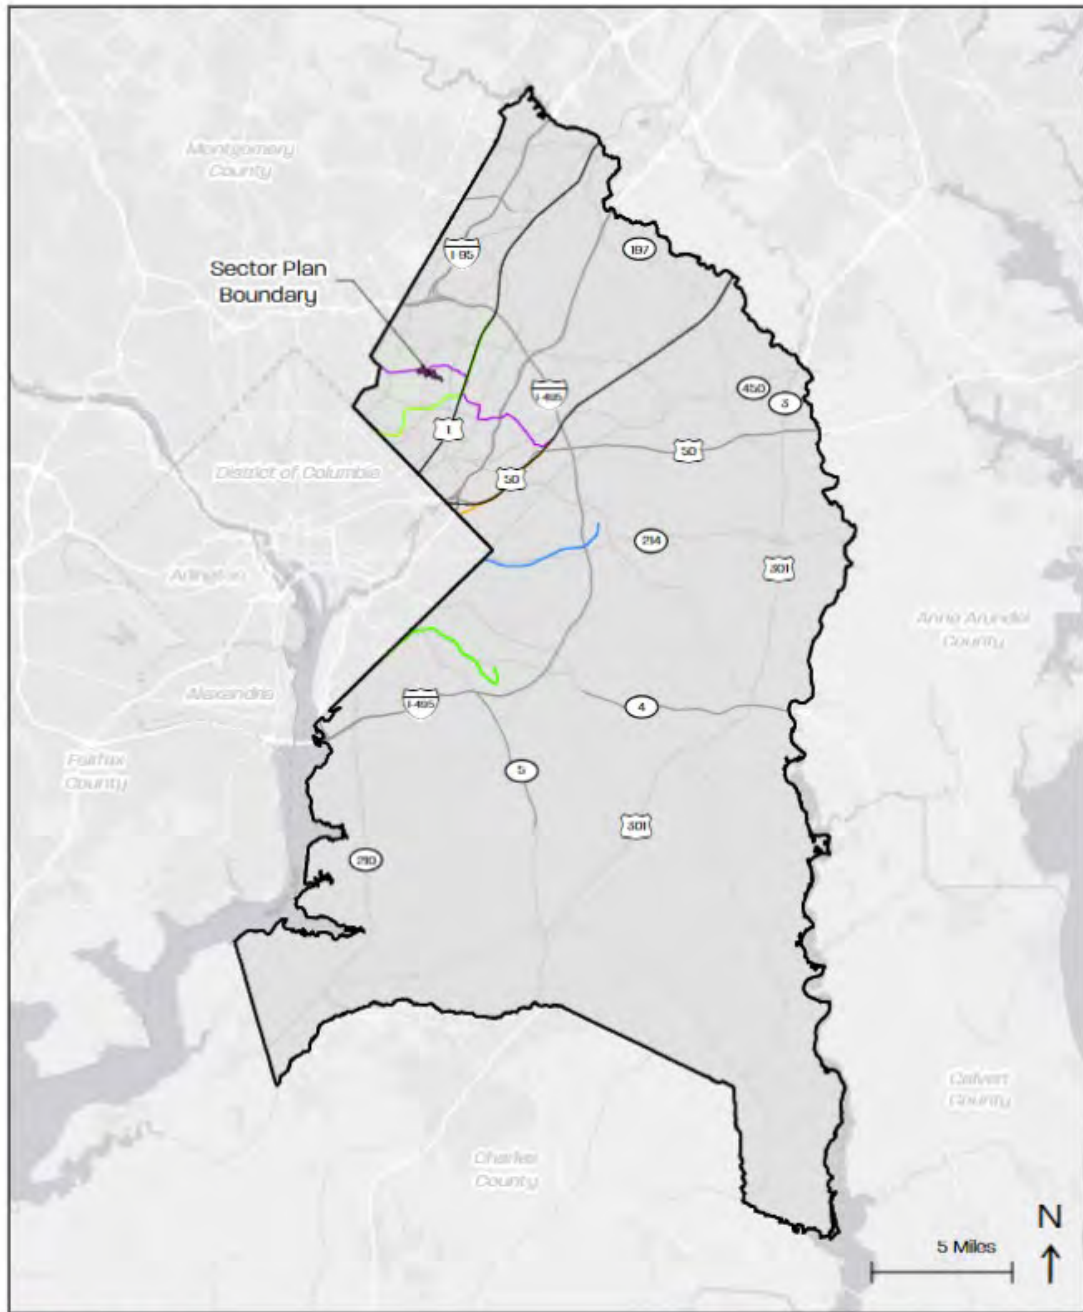 Montgomery
County
I-95
197
Sector Plan
Boundary
I-495
450
3
1
50
District of Columbia
50
214
301
Arlington
Anne Arundel
County
Alexandria
I-495
4
Fairfax
County
5
301
210
Calvert
County
Charles
County
N
5 Miles